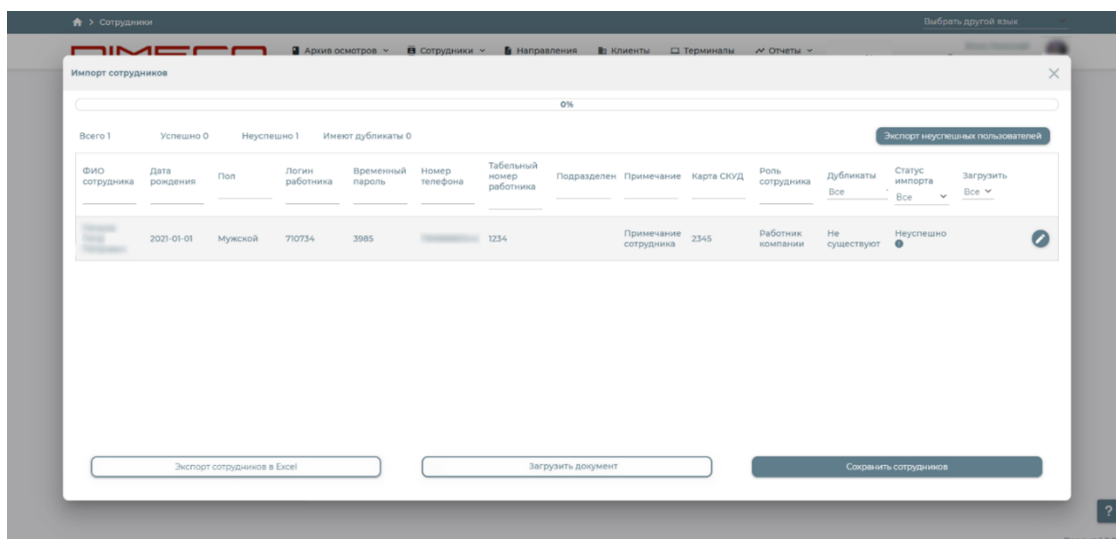 Сотрудники
Выбрать другой язык
DIMECO
Архив осмотров Сотрудники Направления Клиенты Терминалы Отчеты
Импорт сотрудников
0%
Всего 1 Успешно 0 Неуспешно 1 Имеют дубликаты 0
Экспорт неуспешных пользователей
ФИО сотрудника
Дата рождения
Пол
Логин работника
Временный пароль
Номер телефона
Табельный номер работника
Подразделен
Примечание
Карта СКУД
Роль сотрудника
Дубликаты
Все
Статус импорта
Все
Загрузить
Все
2021-01-01
Мужской
710734
3985
1234
Примечание сотрудника
2345
Работник компании
Не существуют
Неуспешно
Экспорт сотрудников в Excel
Загрузить документ
Сохранить сотрудников
?